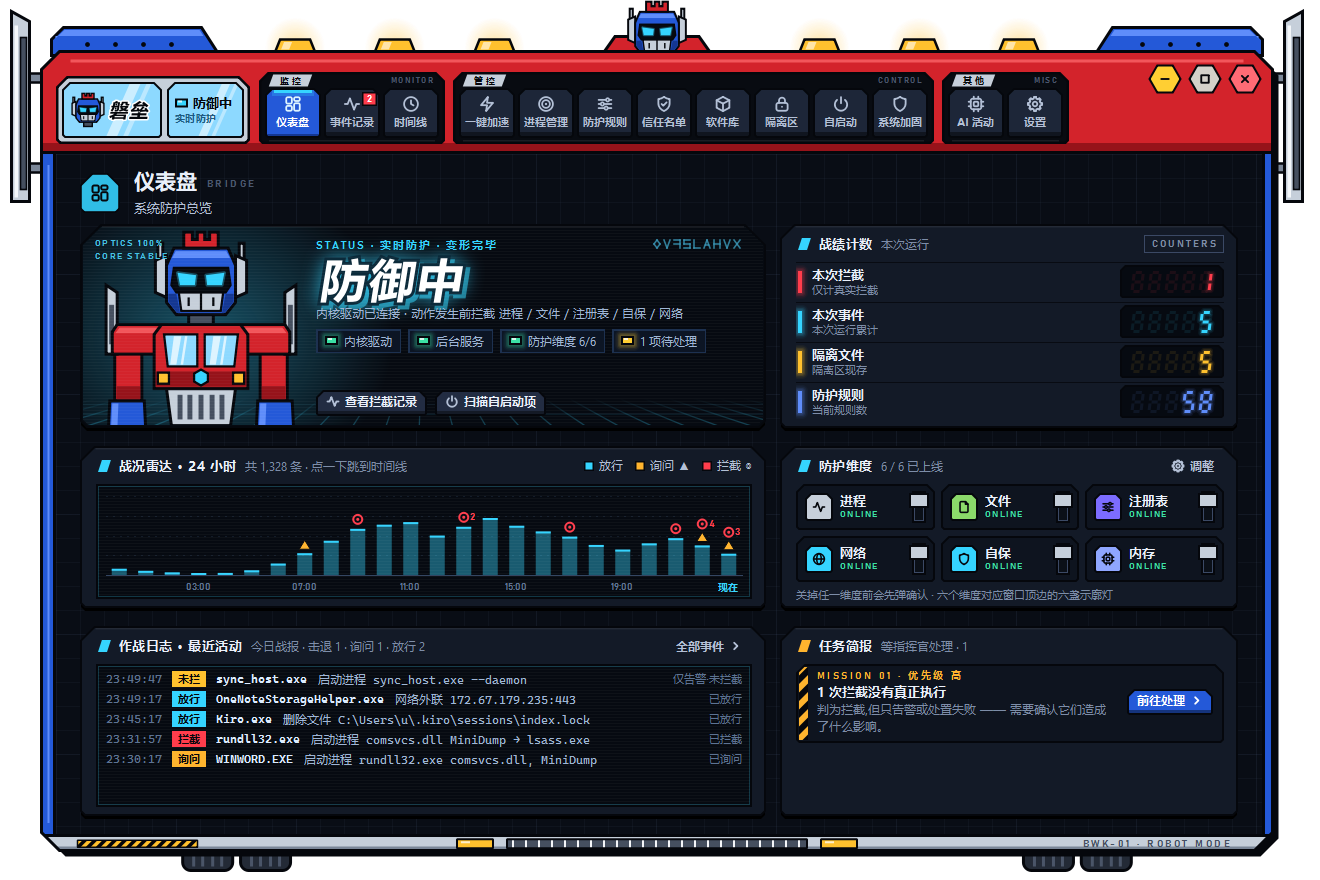 监控 MONITOR
管控 CONTROL
其他 MISC
磐垒
防御中
实时防护
仪表盘
事件记录 2
时间线
一键加速
进程管理
防护规则
信任名单
软件库
隔离区
自启动
系统加固
AI 活动
设置
仪表盘 BRIDGE
系统防护总览
OPTICS 100%
CORE STABLE
STATUS · 实时防护 · 变形完毕
防御中
内核驱动已连接 · 动作发生前拦截 进程 / 文件 / 注册表 / 自保 / 网络
内核驱动
后台服务
防护维度 6/6
1 项待处理
查看拦截记录
扫描自启动项
战绩计数 本次运行 COUNTERS
本次拦截 1
仅计真实拦截
本次事件 5
本次运行累计
隔离文件 5
隔离区现存
防护规则 58
当前规则数
战况雷达 • 24 小时 共 1,328 条 · 点一下跳到时间线
放行 询问 拦截
2 4 3
03:00 07:00 11:00 15:00 19:00 现在
防护维度 6 / 6 已上线 调整
进程 ONLINE
文件 ONLINE
注册表 ONLINE
网络 ONLINE
自保 ONLINE
内存 ONLINE
关掉任一维度前会先弹确认 · 六个维度对应窗口顶边的六盏示廓灯
作战日志 • 最近活动 今日战报 · 击退 1 · 询问 1 · 放行 2 全部事件
23:49:47 未拦 sync_host.exe 启动进程 sync_host.exe --daemon 仅告警·未拦截
23:49:17 放行 OneNoteStorageHelper.exe 网络外联 172.67.179.235:443 已放行
23:45:17 放行 Kiro.exe 删除文件 C:\Users\u\.kiro\sessions\index.lock 已放行
23:31:57 拦截 rundll32.exe 启动进程 comsvcs.dll MiniDump → lsass.exe 已拦截
23:30:17 询问 WINWORD.EXE 启动进程 rundll32.exe comsvcs.dll, MiniDump 已询问
任务简报 等指挥官处理 · 1
MISSION 01 · 优先级 高
1 次拦截没有真正执行
判为拦截,但只告警或处置失败 —— 需要确认它们造成
了什么影响。
前往处理
BWK-01 · ROBOT MODE